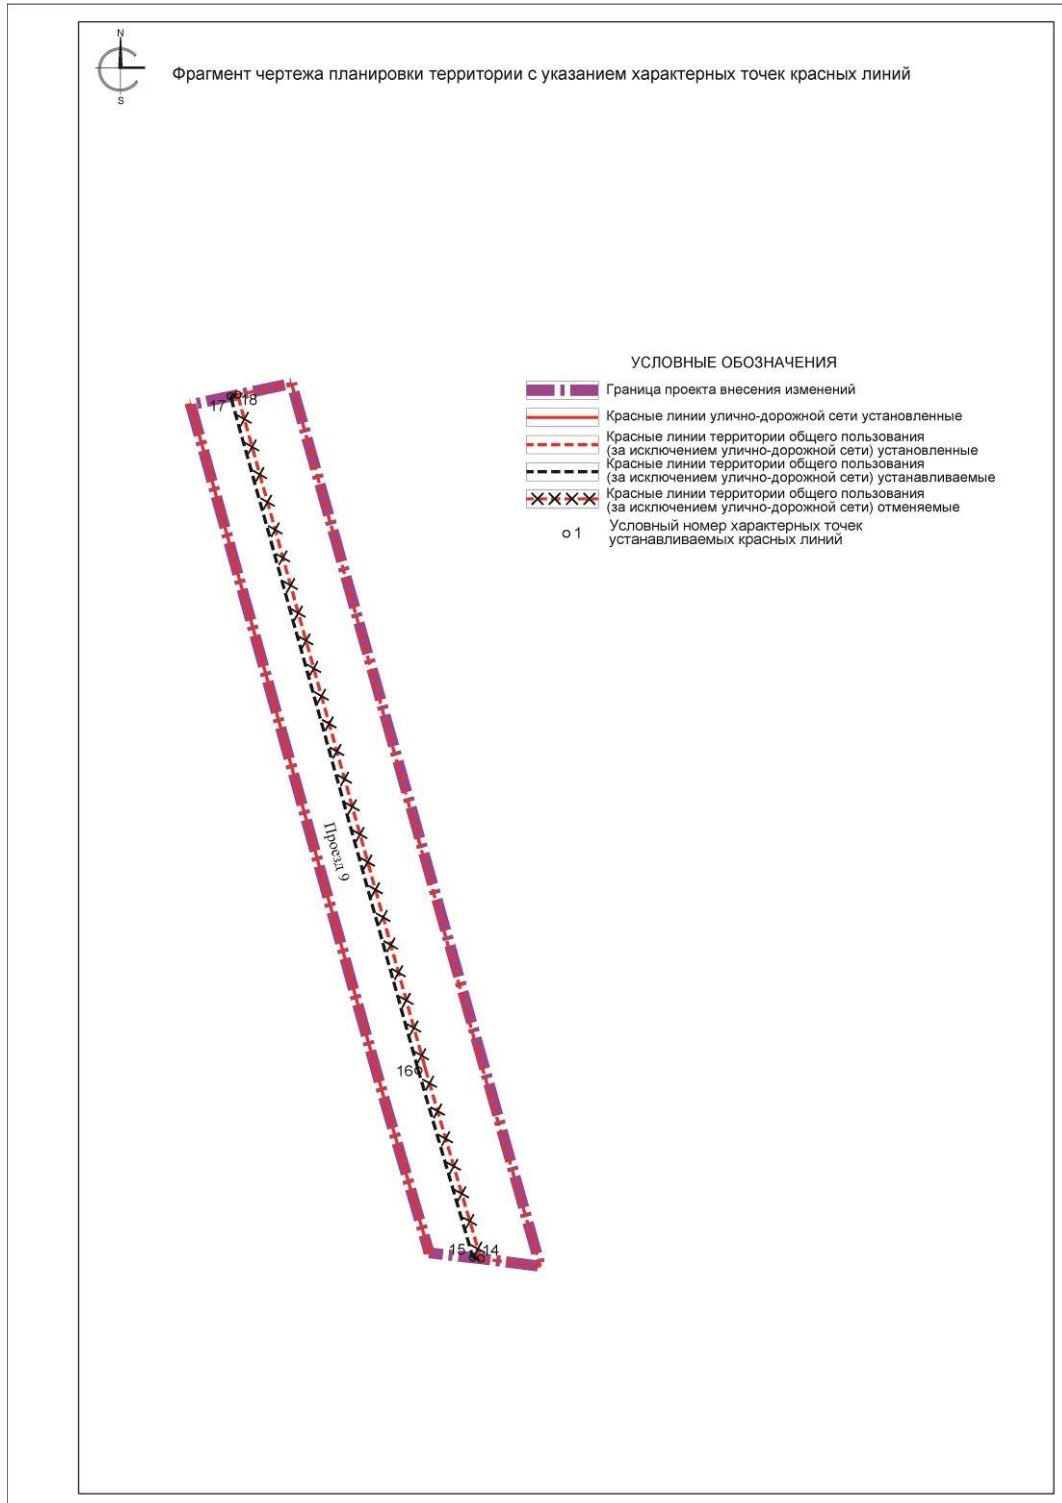 N
S
Фрагмент чертежа планировки территории с указанием характерных точек красных линий
УСЛОВНЫЕ ОБОЗНАЧЕНИЯ
Граница проекта внесения изменений
Красные линии улично-дорожной сети установленные
Красные линии территории общего пользования
(за исключением улично-дорожной сети) установленные
Красные линии территории общего пользования
(за исключением улично-дорожной сети) устанавливаемые
Красные линии территории общего пользования
(за исключением улично-дорожной сети) отменяемые
1 Условный номер характерных точек
устанавливаемых красных линий
17 18
Проезд 9
16
15 14